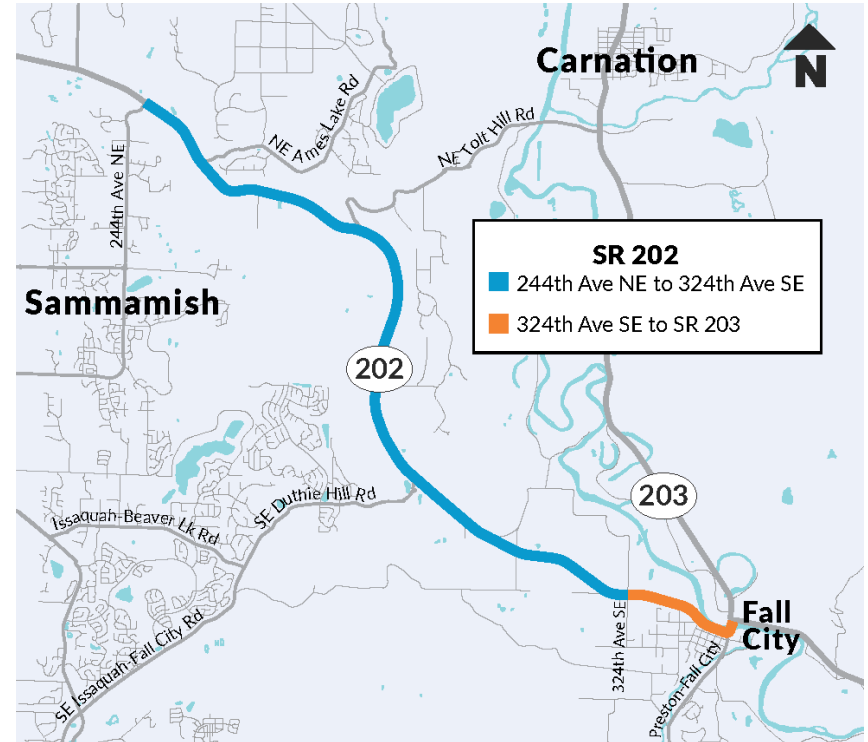 Carnation
N
NE Ames Lake Rd
NE Tolt Hill Rd
244th Ave NE
SR 202
244th Ave NE to 324th Ave SE
324th Ave SE to SR 203
Sammamish
202
203
SE Duthie Hill Rd
Issaquah-Beaver Lk Rd
SE Issaquah-Fall City Rd
324th Ave SE
Fall
City
Preston-Fall City